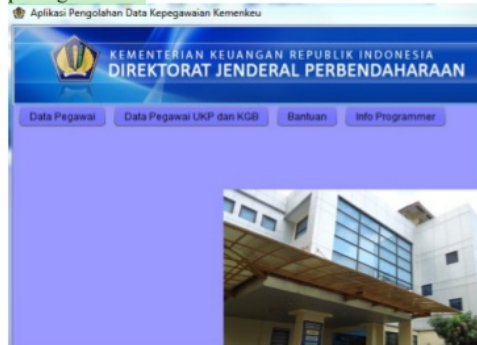 Aplikasi Pengolahan Data Kepegawaian Kemenkeu
KEMENTERIAN KEUANGAN REPUBLIK INDONESIA
DIREKTORAT JENDERAL PERBENDAHARAAN
Data Pegawai Data Pegawai UKP dan KGB Bantuan Info Programmer